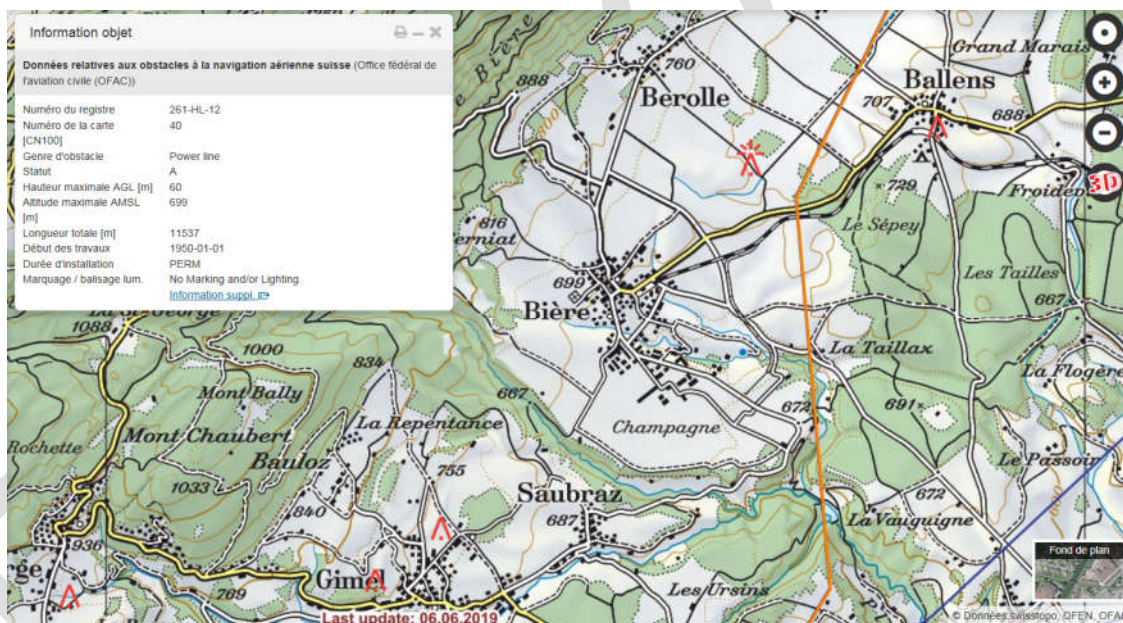 Information objet
Données relatives aux obstacles à la navigation aérienne suisse (Office fédéral de
l'aviation civile (OFAC))
Numéro du registre 261-HL-12
Numéro de la carte 40
[CN100]
Genre d'obstacle Power line
Statut A
Hauteur maximale AGL [m] 60
Altitude maximale AMSL 699
[m]
Longueur totale [m] 11537
Début des travaux 1950-01-01
Durée d'installation PERM
Marquage / balisage lum. No Marking and/or Lighting
Information suppl.
Bière
888
760
Berolle
Grand Marais
Ballens
707
688
3D
729
Le Sépey
816
699
Bière
Les Tailles
667
1088
1000
834
Mont Bally
La Taillax
La Repentance
667
672
691
Rochette
Mont Chaubert
Champagne
Bauloz
755
Le Passoir
1033
840
Saubraz
687
672
La Vauguigne
936
Gimel
769
Les Ursins
Fond de plan
Last update: 06.06.2019
© Données:swisstopo, OFEN, OFAC